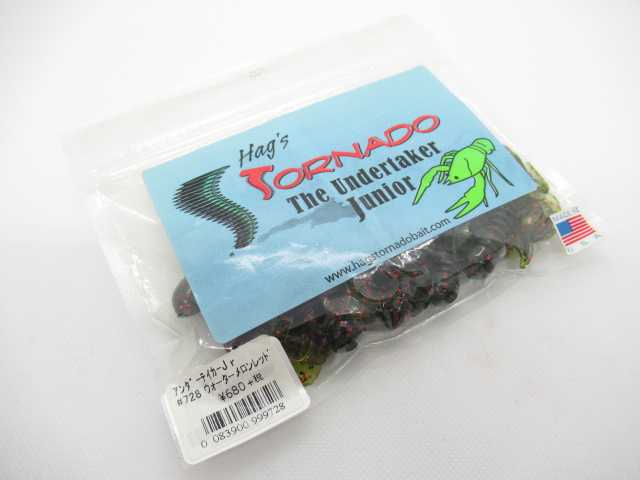 Hag's
TORNADO
The Undertaker
Junior
www.hagstornadobait.com
MADE IN
U.S.A.
ｱﾝﾀﾞｰﾃｲｶｰJr
#728 ｳｫｰﾀｰﾒﾛﾝﾚｯﾄﾞ
¥680+税
0 083900 999728